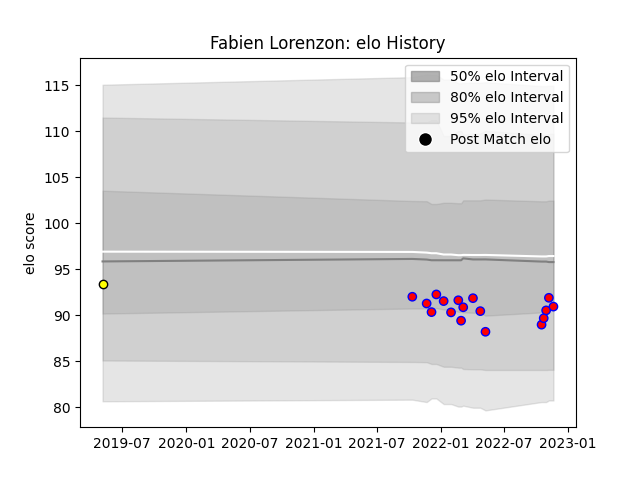 Fabien Lorenzon: elo History
50% elo Interval
80% elo Interval
95% elo Interval
Post Match elo
elo score
115
110
105
100
95
90
85
80
2019-07
2020-01
2020-07
2021-01
2021-07
2022-01
2022-07
2023-01